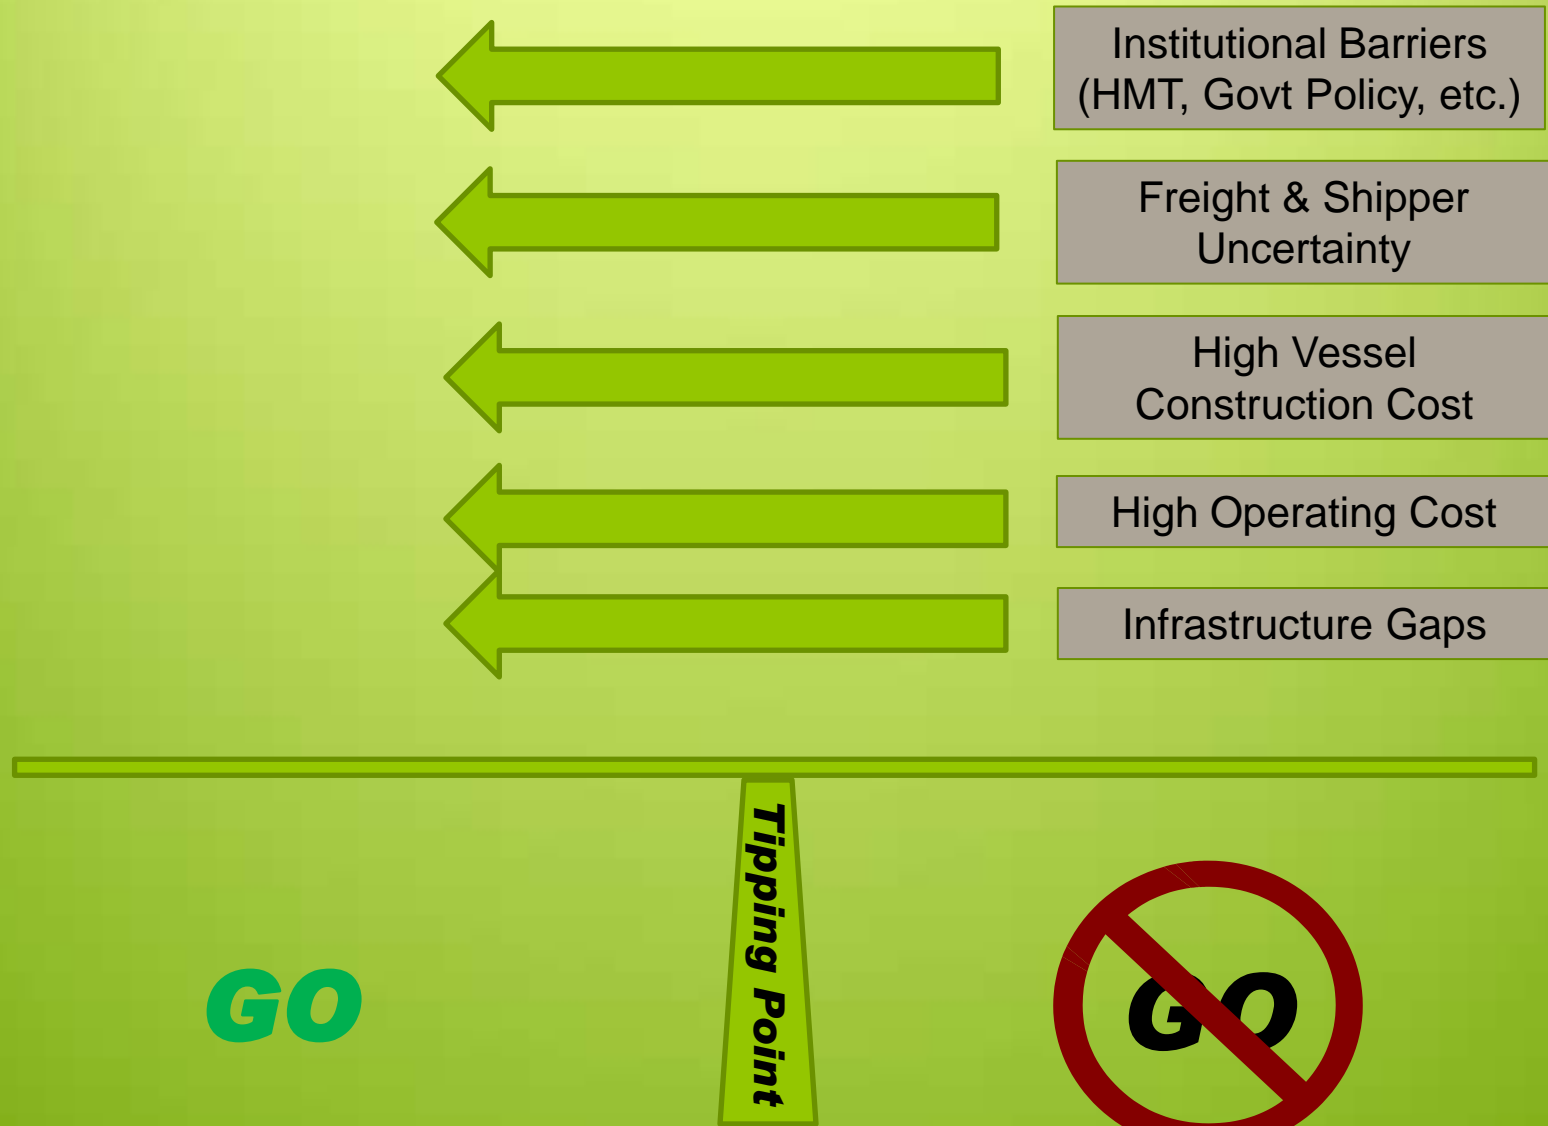 Institutional Barriers
(HMT, Govt Policy, etc.)
Freight & Shipper
Uncertainty
High Vessel
Construction Cost
High Operating Cost
Infrastructure Gaps
Tipping Point
GO
GO